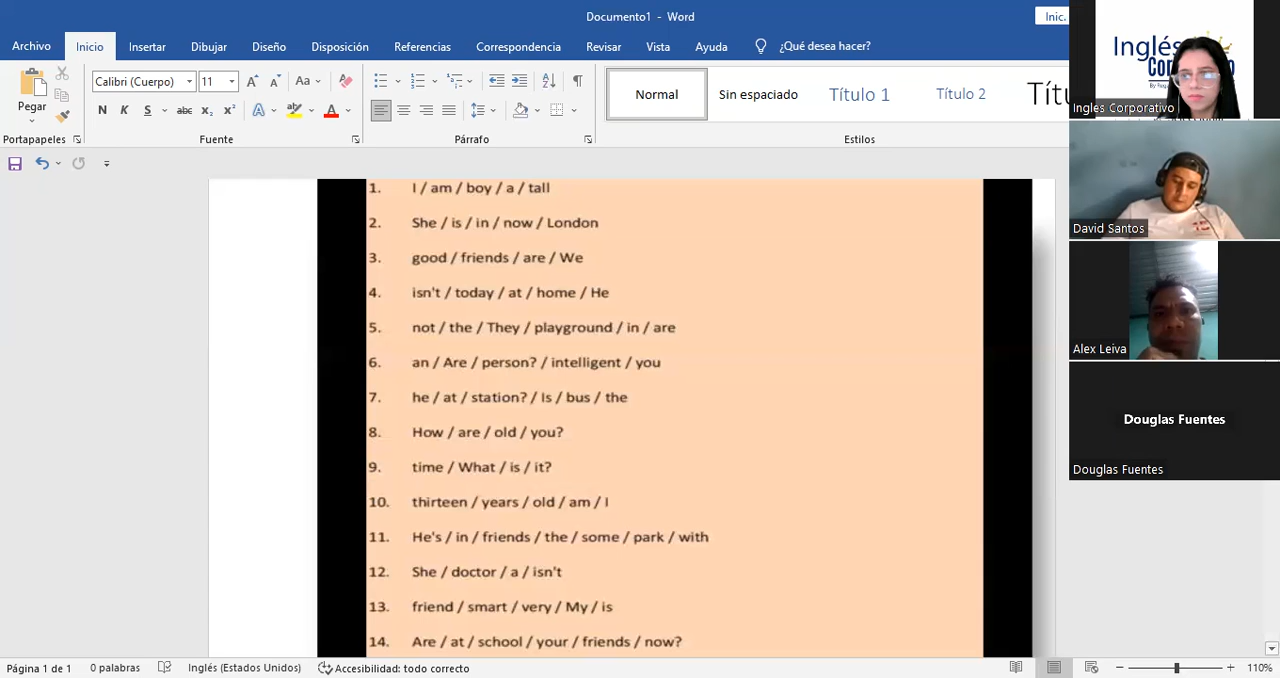 Documento1 - Word
Inic.
Archivo
Inicio
Insertar
Dibujar
Diseño
Disposición
Referencias
Correspondencia
Revisar
Vista
Ayuda
¿Qué desea hacer?
Pegar
Calibri (Cuerpo)
11
Normal
Sin espaciado
Título 1
Título 2
Portapapeles
Fuente
Párrafo
Estilos
1. I / am / boy / a / tall
2. She / is / in / now / London
3. good / friends / are / We
4. isn't / today / at / home / He
5. not / the / They / playground / in / are
6. an / Are / person? / intelligent / you
7. he / at / station? / Is / bus / the
8. How / are / old / you?
9. time / What / is / it?
10. thirteen / years / old / am / I
11. He's / in / friends / the / some / park / with
12. She / doctor / a / isn't
13. friend / smart / very / My / is
14. Are / at / school / your / friends / now?
Inglés
Ingles Corporativo
David Santos
Alex Leiva
Douglas Fuentes
Douglas Fuentes
Página 1 de 1
0 palabras
Inglés (Estados Unidos)
Accesibilidad: todo correcto
110%